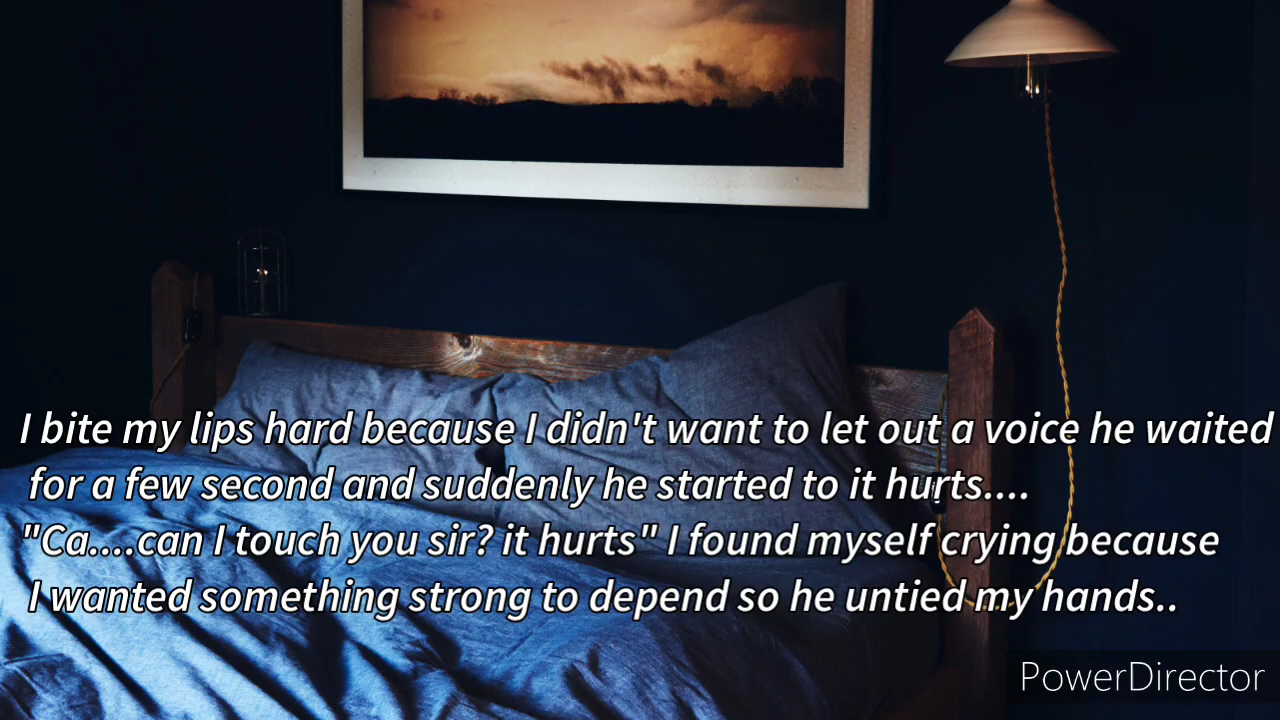 I bite my lips hard because I didn't want to let out a voice he waited
for a few second and suddenly he started to it hurts....
"Ca....can I touch you sir? it hurts" I found myself crying because
I wanted something strong to depend so he untied my hands..
PowerDirector